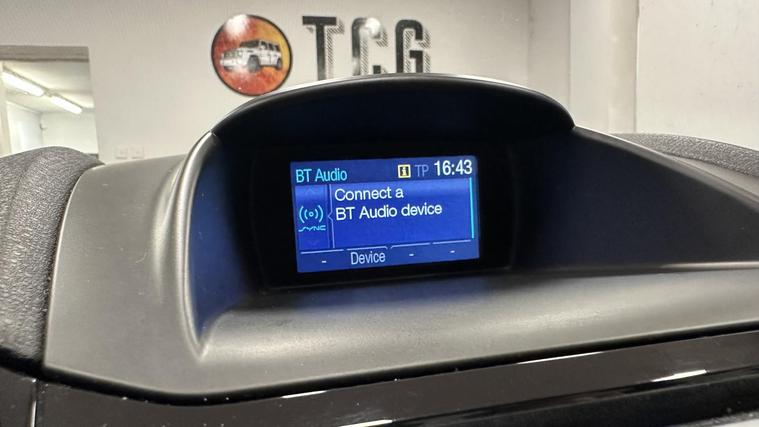 TCG
BT Audio i TP 16:43
Connect a
BT Audio device
SYNC
- Device - -